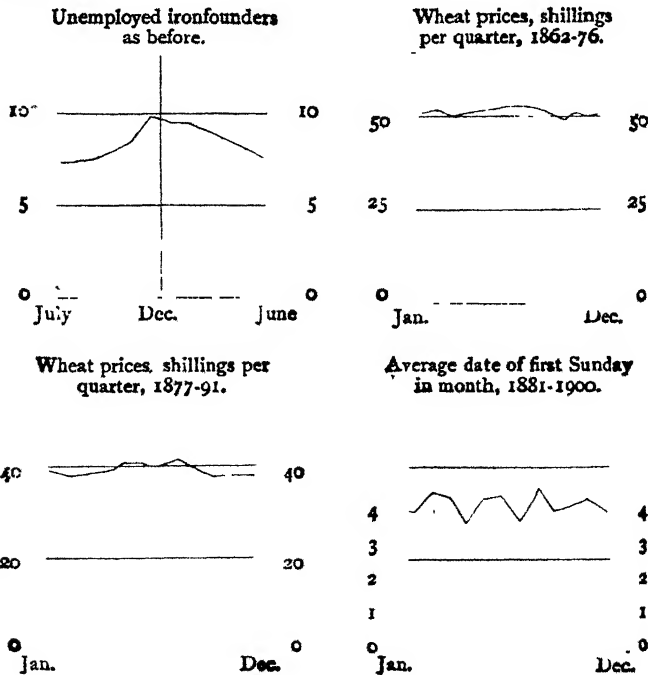 Unemployed ironfounders
as before.
10 10
5 5
0 0
July Dec. June
Wheat prices, shillings
per quarter, 1862-76.
50 50
25 25
0 0
Jan. Dec.
Wheat prices, shillings per
quarter, 1877-91.
40 40
20 20
0 0
Jan. Dec.
Average date of first Sunday
in month, 1881-1900.
4 4
3 3
2 2
1 1
0 0
Jan. Dec.